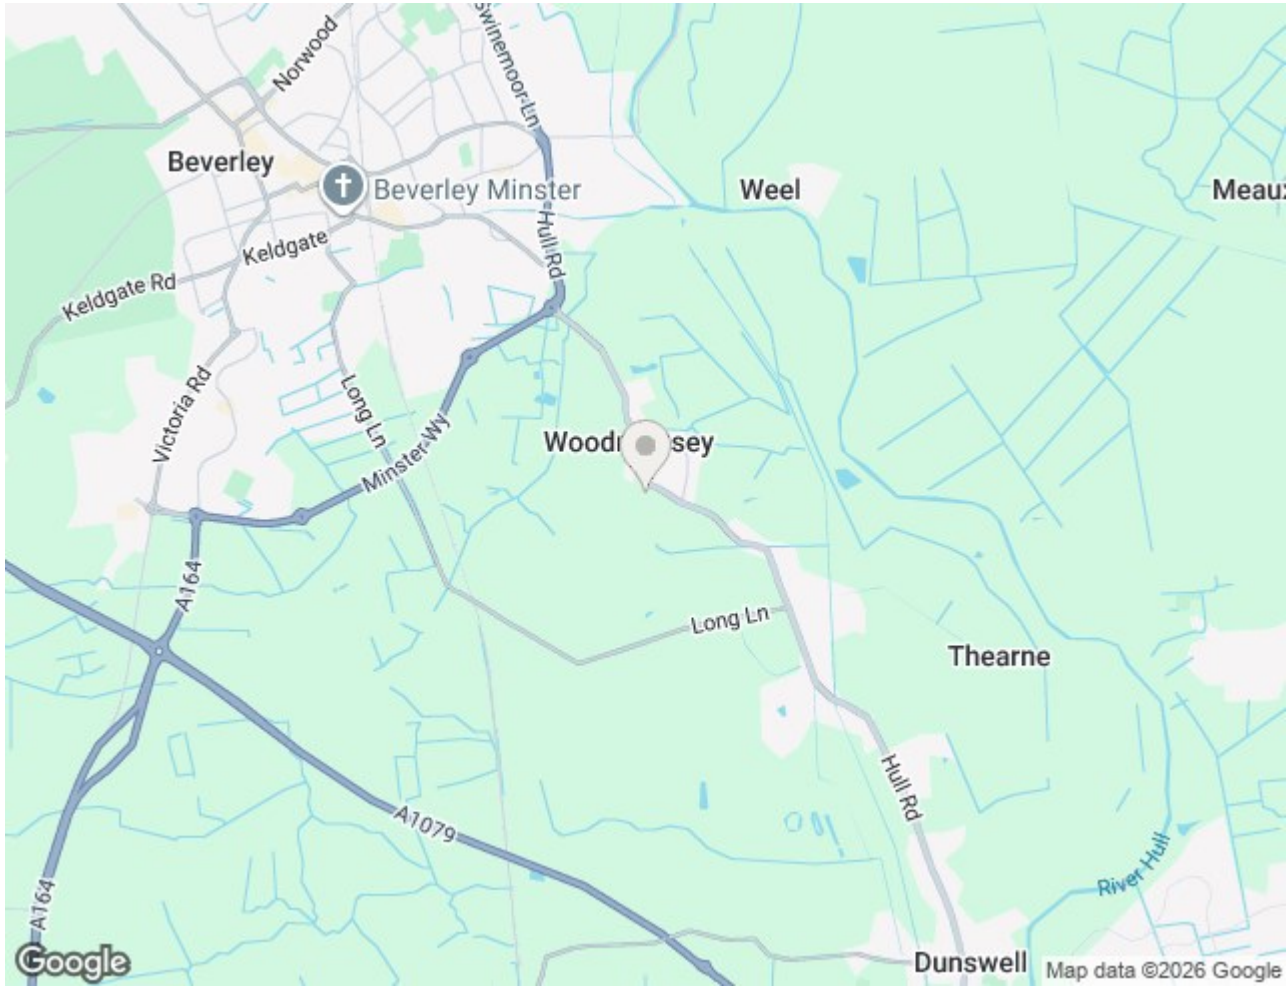 Swinemoor Ln
Norwood
Beverley
Beverley Minster
Weel
Meaux
Keldgate
Hull Rd
Keldgate Rd
Victoria Rd
Long Ln
Minster Wy
A164
Long Ln
Thearne
Hull Rd
A1079
River Hull
A164
Dunswell
Google
Map data ©2026 Google